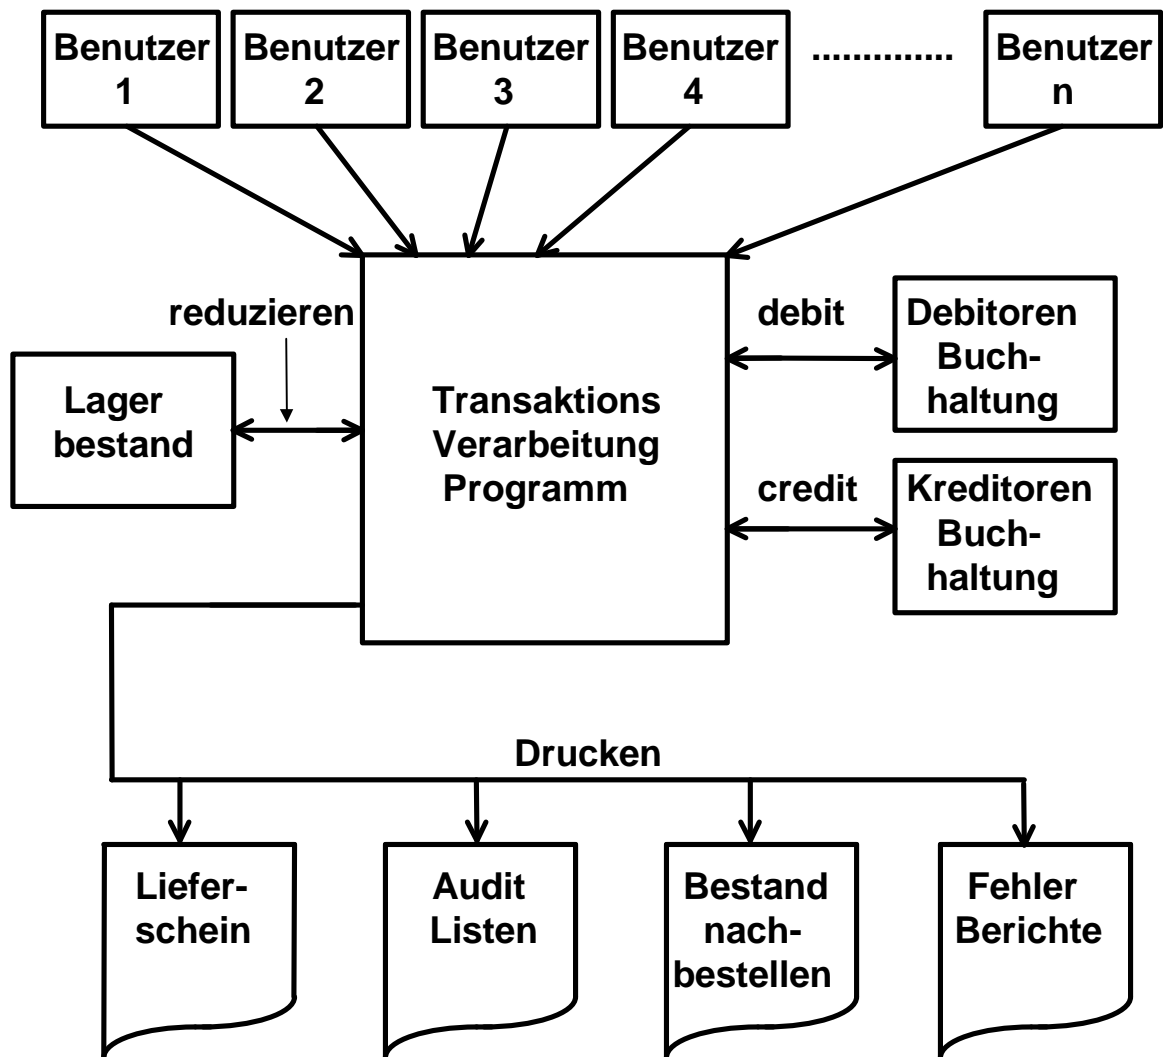 Benutzer
1
Benutzer
2
Benutzer
3
Benutzer
4
..............
Benutzer
n
reduzieren
Lager
bestand
Transaktions
Verarbeitung
Programm
debit
Debitoren
Buch-
haltung
credit
Kreditoren
Buch-
haltung
Drucken
Liefer-
schein
Audit
Listen
Bestand
nach-
bestellen
Fehler
Berichte